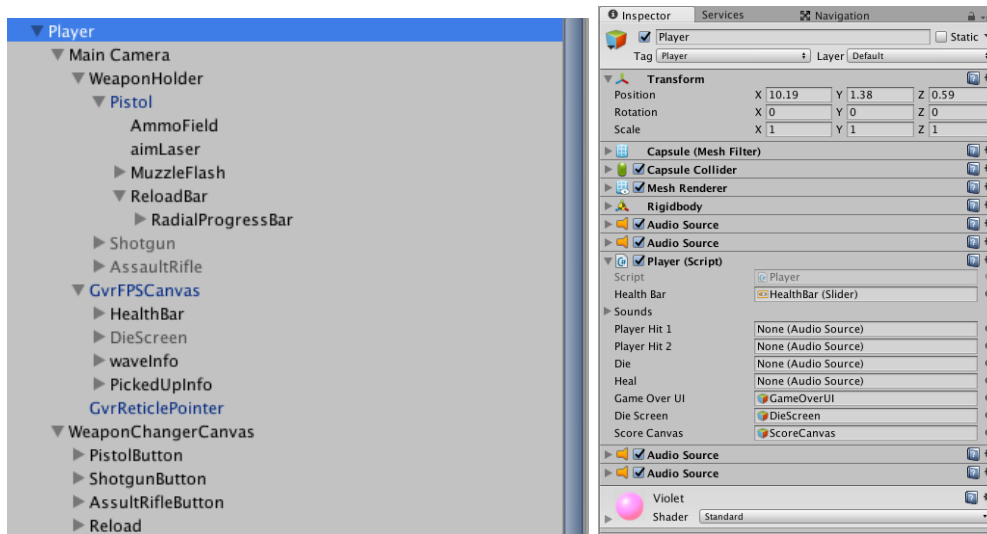 Player
Main Camera
WeaponHolder
Pistol
AmmoField
aimLaser
MuzzleFlash
ReloadBar
RadialProgressBar
Shotgun
AssaultRifle
GvrFPSCanvas
HealthBar
DieScreen
waveInfo
PickedUpInfo
GvrReticlePointer
WeaponChangerCanvas
PistolButton
ShotgunButton
AssultRifleButton
Reload
Inspector Services Navigation
Player Static
Tag Player Layer Default
Transform
Position X 10.19 Y 1.38 Z 0.59
Rotation X 0 Y 0 Z 0
Scale X 1 Y 1 Z 1
Capsule (Mesh Filter)
Capsule Collider
Mesh Renderer
Rigidbody
Audio Source
Audio Source
Player (Script)
Script Player
Health Bar HealthBar (Slider)
Sounds
Player Hit 1 None (Audio Source)
Player Hit 2 None (Audio Source)
Die None (Audio Source)
Heal None (Audio Source)
Game Over UI GameOverUI
Die Screen DieScreen
Score Canvas ScoreCanvas
Audio Source
Audio Source
Violet
Shader Standard